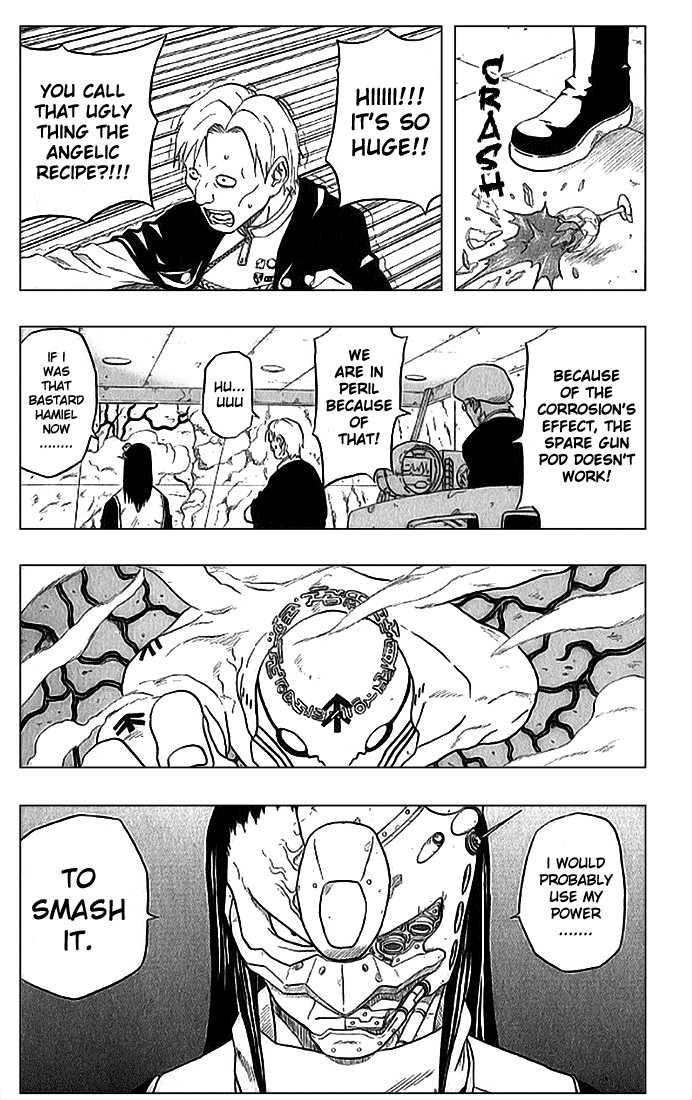 CRASH
HIIIII!!!
IT'S SO
HUGE!!
YOU CALL
THAT UGLY
THING THE
ANGELIC
RECIPE?!!!
BECAUSE
OF THE
CORROSION'S
EFFECT, THE
SPARE GUN
POD DOESN'T
WORK!
WE
ARE IN
PERIL
BECAUSE
OF
THAT!
HU...
UUU
IF I
WAS
THAT
BASTARD
HAMIEL
NOW
........
I WOULD
PROBABLY
USE MY
POWER
.......
TO
SMASH
IT.